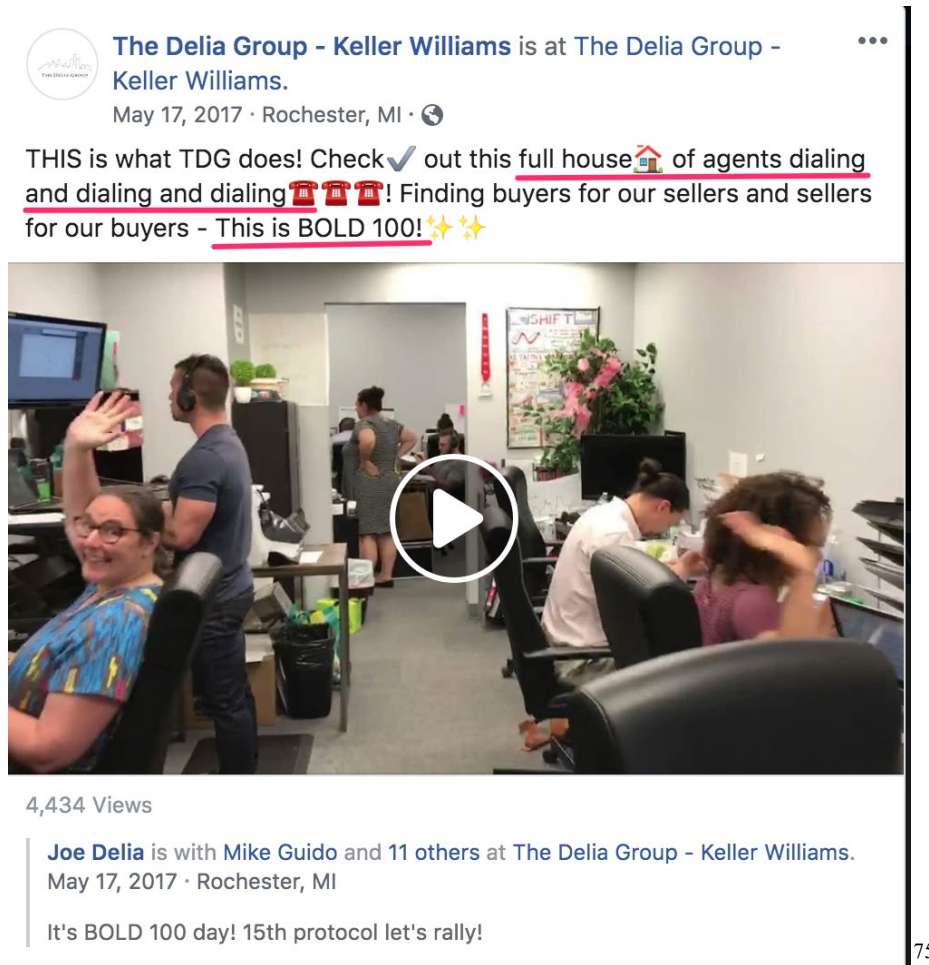 The Delia Group - Keller Williams is at The Delia Group -
Keller Williams.
May 17, 2017 · Rochester, MI ·
THE DELIA GROUP
THIS is what TDG does! Check✔️ out this full house🏠 of agents dialing
and dialing and dialing☎️☎️☎️! Finding buyers for our sellers and sellers
for our buyers - This is BOLD 100!✨✨
SHIFT
4,434 Views
Joe Delia is with Mike Guido and 11 others at The Delia Group - Keller Williams.
May 17, 2017 · Rochester, MI
It's BOLD 100 day! 15th protocol let's rally!